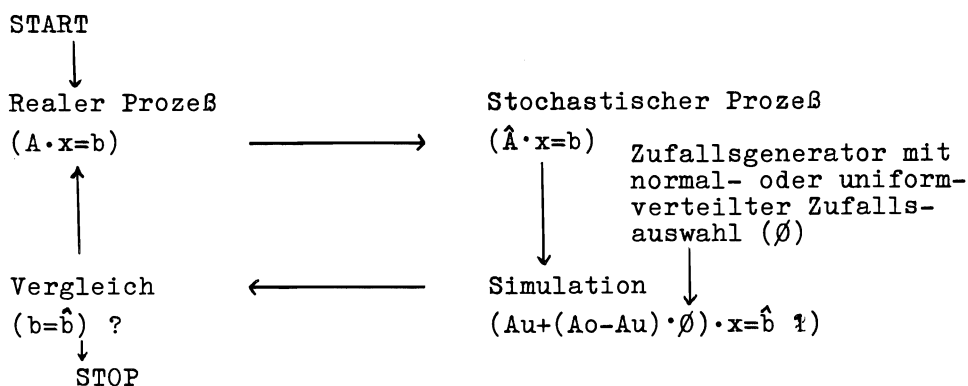 START
Realer Prozeß
(A·x=b)
Stochastischer Prozeß
(Â·x=b)
Zufallsgenerator mit
normal- oder uniform-
verteilter Zufalls-
auswahl (Ø)
Vergleich
(b=b̂) ?
STOP
Simulation
(Au+(Ao-Au)·Ø)·x=b̂ 1)